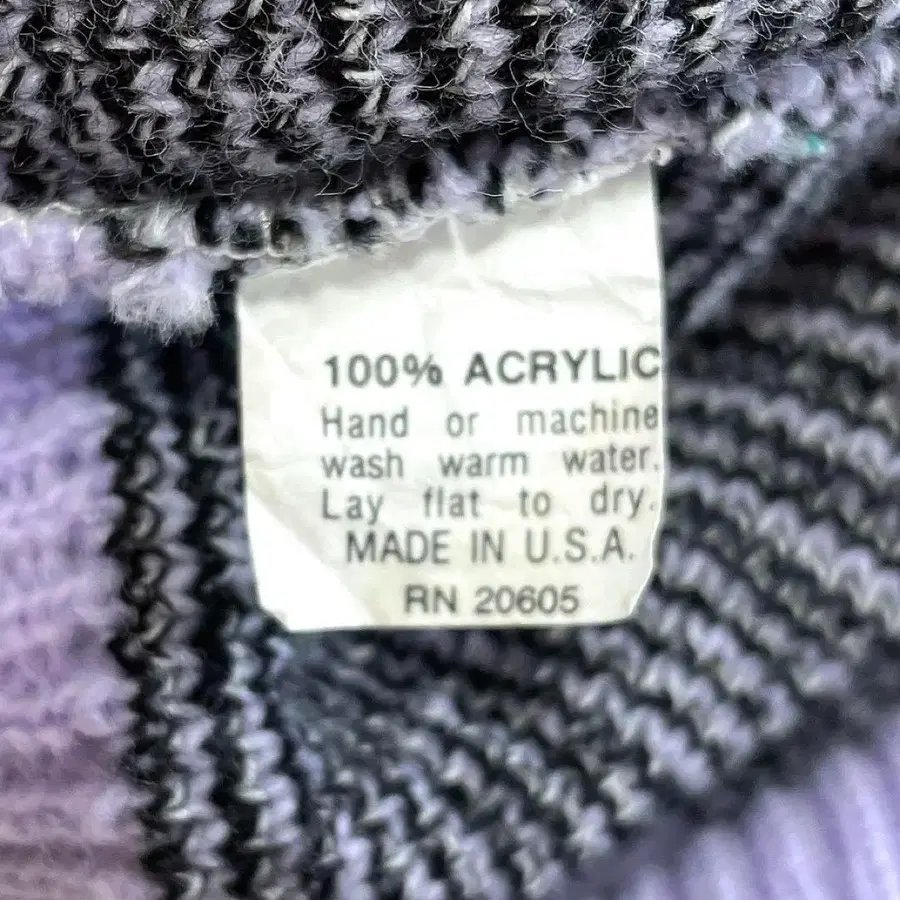 100% ACRYLIC
Hand or machine
wash warm water.
Lay flat to dry.
MADE IN U.S.A.
RN 20605